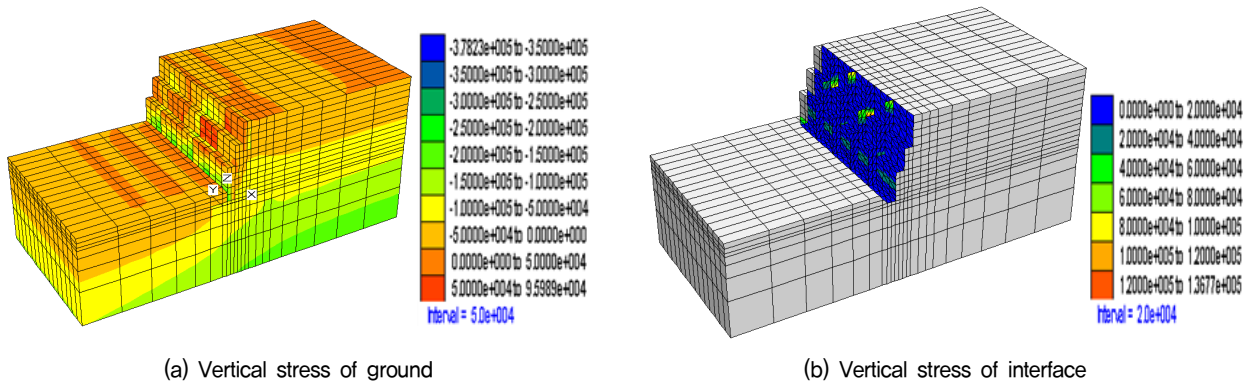 -3.7823e+005 to -3.5000e+005
-3.5000e+005 to -3.0000e+005
-3.0000e+005 to -2.5000e+005
-2.5000e+005 to -2.0000e+005
-2.0000e+005 to -1.5000e+005
-1.5000e+005 to -1.0000e+005
-1.0000e+005 to -5.0000e+004
-5.0000e+004 to 0.0000e+000
0.0000e+000 to 5.0000e+004
5.0000e+004 to 9.5989e+004
Interval = 5.0e+004
Z
Y
X
(a) Vertical stress of ground
0.0000e+000 to 2.0000e+004
2.0000e+004 to 4.0000e+004
4.0000e+004 to 6.0000e+004
6.0000e+004 to 8.0000e+004
8.0000e+004 to 1.0000e+005
1.0000e+005 to 1.2000e+005
1.2000e+005 to 1.3677e+005
Interval = 2.0e+004
(b) Vertical stress of interface